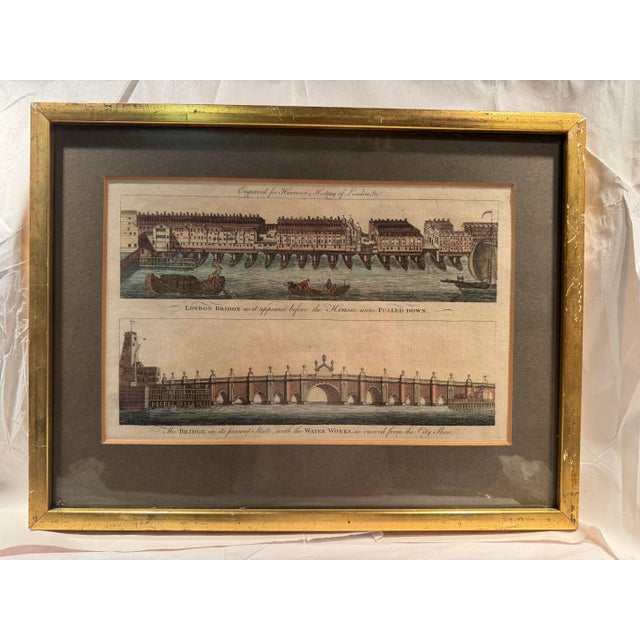 Engraved for Harrison's History of London, &c.
LONDON BRIDGE as it appeared before the Houses were PULLED DOWN.
The BRIDGE in its present State, with the WATER WORKS, as viewed from the City Shore.